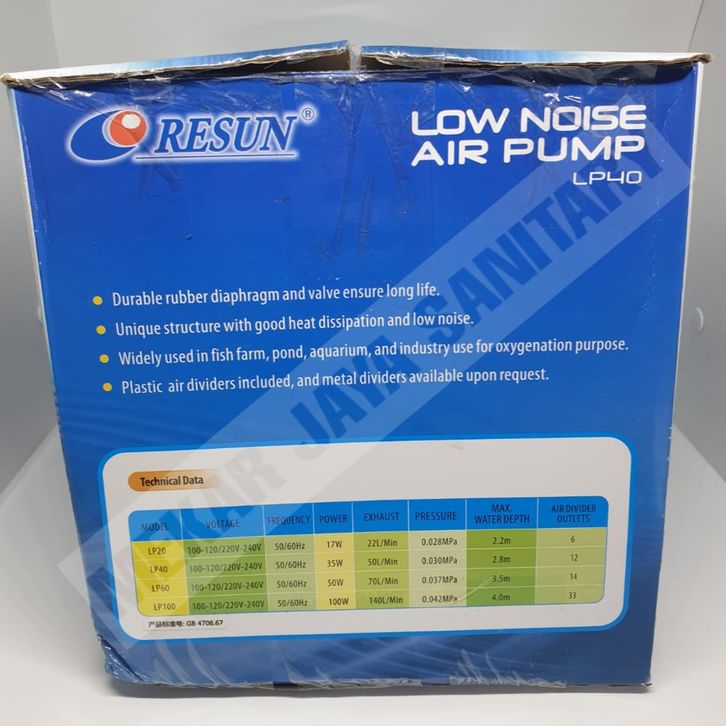 RESUN®
LOW NOISE
AIR PUMP
LP40
• Durable rubber diaphragm and valve ensure long life.
• Unique structure with good heat dissipation and low noise.
• Widely used in fish farm, pond, aquarium, and industry use for oxygenation purpose.
• Plastic air dividers included, and metal dividers available upon request.
MEKAR JAYA SANITARY
Technical Data
MODEL VOLTAGE FREQUENCY POWER EXHAUST PRESSURE MAX. WATER DEPTH AIR DIVIDER OUTLETS
LP20 100-120/220V-240V 50/60Hz 17W 22L/Min 0.028MPa 2.2m 6
LP40 100-120/220V-240V 50/60Hz 35W 50L/Min 0.030MPa 2.8m 12
LP60 100-120/220V-240V 50/60Hz 50W 70L/Min 0.037MPa 3.5m 14
LP100 100-120/220V-240V 50/60Hz 100W 140L/Min 0.042MPa 4.0m 33
产品标准号: GB 4706.67